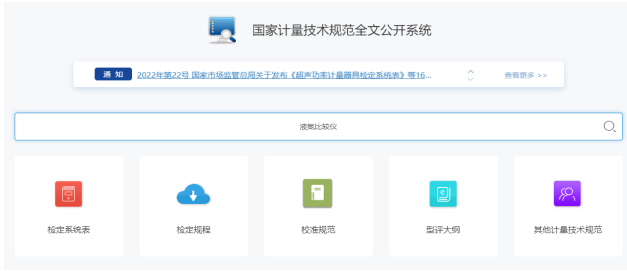 国家计量技术规范全文公开系统
通 知 2022年第22号 国家市场监管总局关于发布《超声功率计量器具检定系统表》等16... 查看更多 >>
液氮比较仪
检定系统表 检定规程 校准规范 型评大纲 其他计量技术规范